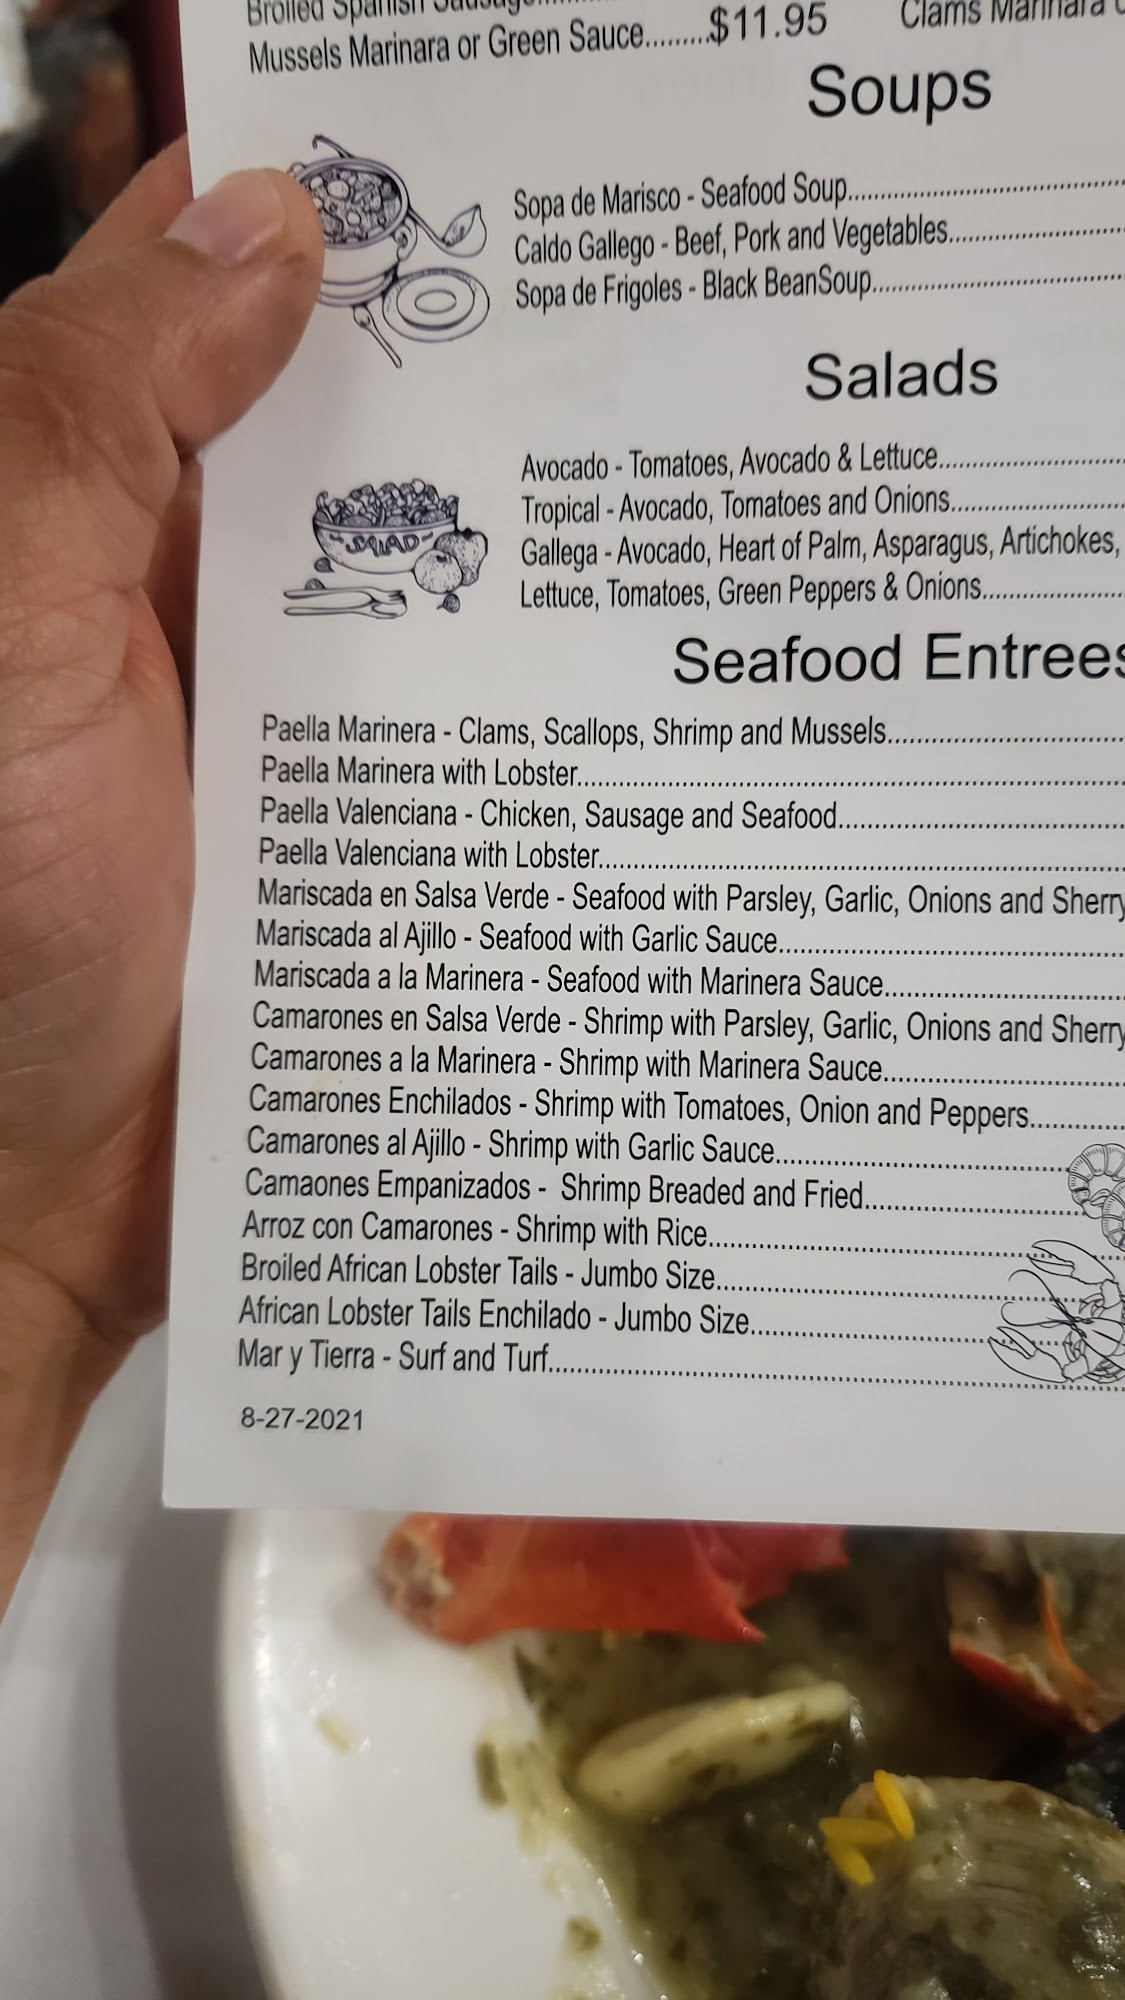 Broiled Spanish Sausage
Mussels Marinara or Green Sauce.........$11.95 Clams Marinara
Soups
Sopa de Marisco - Seafood Soup
Caldo Gallego - Beef, Pork and Vegetables
Sopa de Frigoles - Black BeanSoup
Salads
SALAD
Avocado - Tomatoes, Avocado & Lettuce
Tropical - Avocado, Tomatoes and Onions
Gallega - Avocado, Heart of Palm, Asparagus, Artichokes,
Lettuce, Tomatoes, Green Peppers & Onions
Seafood Entrees
Paella Marinera - Clams, Scallops, Shrimp and Mussels
Paella Marinera with Lobster
Paella Valenciana - Chicken, Sausage and Seafood
Paella Valenciana with Lobster
Mariscada en Salsa Verde - Seafood with Parsley, Garlic, Onions and Sherry
Mariscada al Ajillo - Seafood with Garlic Sauce
Mariscada a la Marinera - Seafood with Marinera Sauce
Camarones en Salsa Verde - Shrimp with Parsley, Garlic, Onions and Sherry
Camarones a la Marinera - Shrimp with Marinera Sauce
Camarones Enchilados - Shrimp with Tomatoes, Onion and Peppers
Camarones al Ajillo - Shrimp with Garlic Sauce
Camaones Empanizados - Shrimp Breaded and Fried
Arroz con Camarones - Shrimp with Rice
Broiled African Lobster Tails - Jumbo Size
African Lobster Tails Enchilado - Jumbo Size
Mar y Tierra - Surf and Turf
8-27-2021